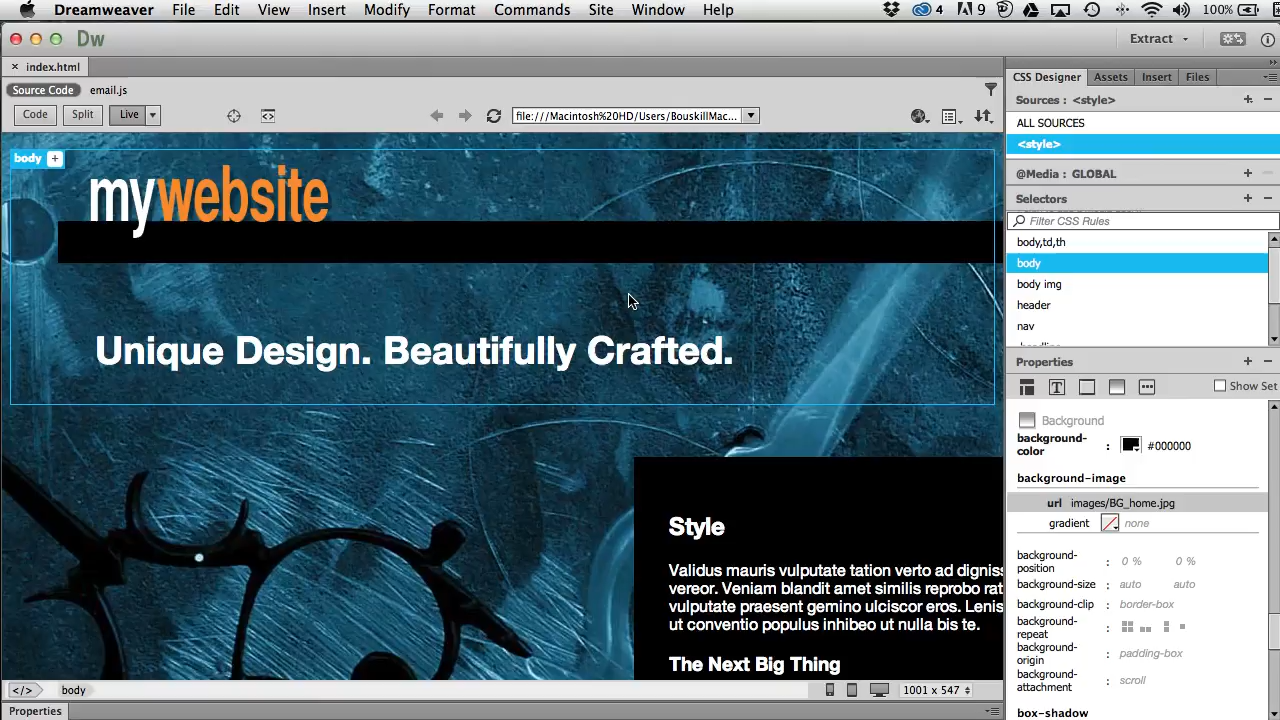 Dreamweaver File Edit View Insert Modify Format Commands Site Window Help 4 9 100%
Dw Extract
index.html
Source Code email.js
Code Split Live file:///Macintosh%20HD/Users/BouskillMac...
body +
mywebsite
Unique Design. Beautifully Crafted.
Style
Validus mauris vulputate tation verto ad digniss
vereor. Veniam blandit amet similis reprobo rat
vulputate praesent gemino ulciscor eros. Lenis
ut conventio populus inhibeo ut nulla bis te.
The Next Big Thing
</> body 1001 x 547
Properties
CSS Designer Assets Insert Files
Sources : <style>
ALL SOURCES
<style>
@Media : GLOBAL
Selectors
Filter CSS Rules
body,td,th
body
body img
header
nav
Properties
T Show Set
Background
background-
color : #000000
background-image
url images/BG_home.jpg
gradient none
background-
position : 0 % 0 %
background-size : auto auto
background-clip : border-box
background-
repeat :
background-
origin : padding-box
background-
attachment : scroll
box-shadow